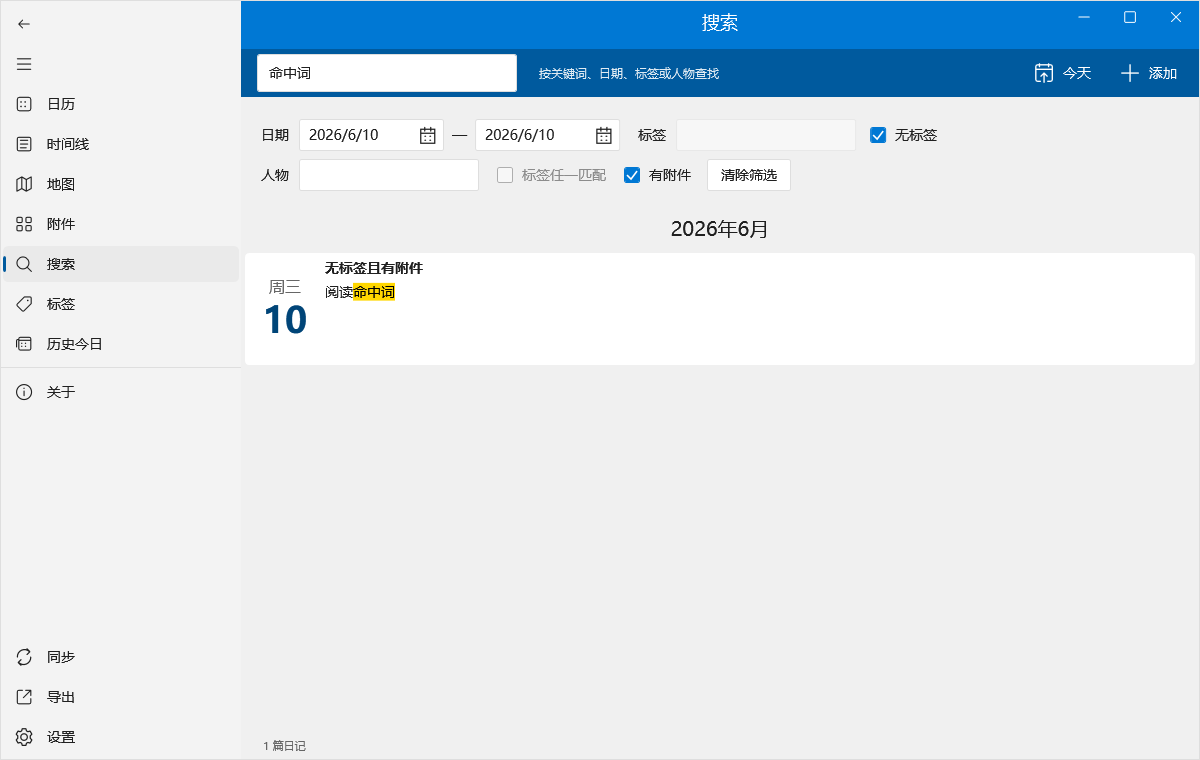 搜索
命中词
按关键词、日期、标签或人物查找
今天
添加
日历
时间线
地图
附件
搜索
标签
历史今日
关于
同步
导出
设置
日期 2026/6/10 — 2026/6/10 标签 无标签
人物 标签任一匹配 有附件 清除筛选
2026年6月
周三
10
无标签且有附件
阅读命中词
1 篇日记